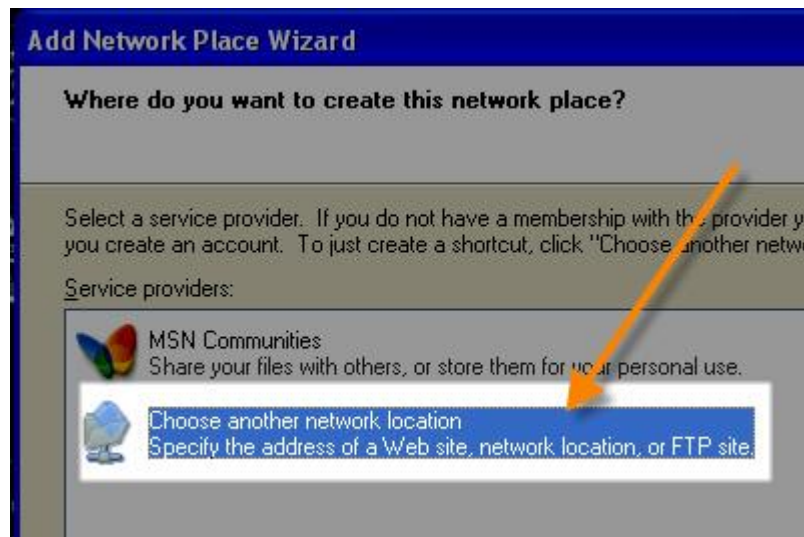 Add Network Place Wizard
Where do you want to create this network place?
Select a service provider. If you do not have a membership with the provider
you create an account. To just create a shortcut, click "Choose another
Service providers:
MSN Communities
Share your files with others, or store them for your personal use.
Choose another network location
Specify the address of a Web site, network location, or FTP site.